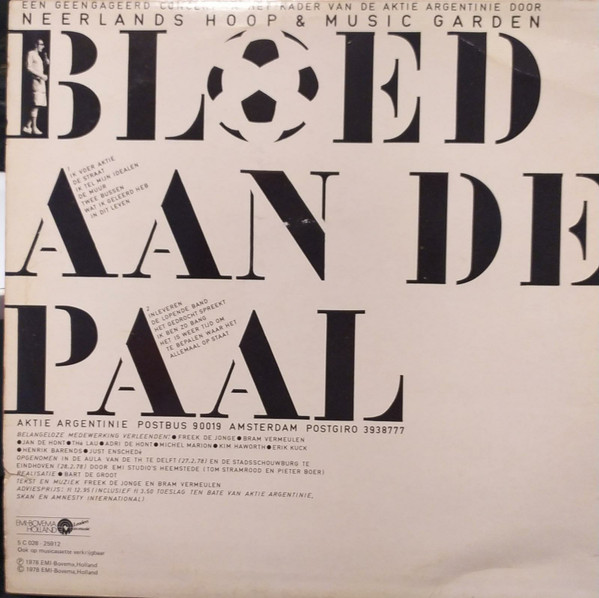 EEN GEENGAGEERD CONCERT IN HET KADER VAN DE AKTIE ARGENTINIE DOOR
NEERLANDS HOOP & MUSIC GARDEN
BLOED
AAN DE
PAAL
1
IK VOER AKTIE
DE STRAAT
IK TEL MIJN IDEALEN
DE MUUR
TWEE BUSSEN
WAT IK GELEERD HEB
IN DIT LEVEN
2
INLEVEREN
DE LOPENDE BAND
HET GEDROCHT SPREEKT
IK BEN ZO BANG
HET IS WEER TIJD OM
TE BEPALEN WAAR HET
ALLEMAAL OP STAAT
AKTIE ARGENTINIE POSTBUS 90019 AMSTERDAM POSTGIRO 3938777
BELANGELOZE MEDEWERKING VERLEENDEN: ● FREEK DE JONGE ● BRAM VERMEULEN
● JAN DE HONT ● THé LAU ● ADRI DE HONT ● MICHEL MARION ● KIM HAWORTH ● ERIK KUCK
● HENRIK BARENDS ● JUST ENSCHEDé
OPGENOMEN IN DE AULA VAN DE TH TE DELFT (27.2.78) EN DE STADSSCHOUWBURG TE
EINDHOVEN (28.2.78) DOOR EMI STUDIO'S HEEMSTEDE (TOM STRAMROOD EN PIETER BOER)
REALISATIE ● BART DE GROOT
TEKST EN MUZIEK FREEK DE JONGE EN BRAM VERMEULEN
ADVIESPRIJS: fl 12.95 (INCLUSIEF fl 3.50 TOESLAG TEN BATE VAN AKTIE ARGENTINIE,
SKAN EN AMNESTY INTERNATIONAL)
EMI-BOVEMA
HOLLAND
5 C 028 · 25812
Ook op musicassette verkrijgbaar
Ⓟ 1978 EMI-Bovema, Holland
© 1978 EMI-Bovema, Holland